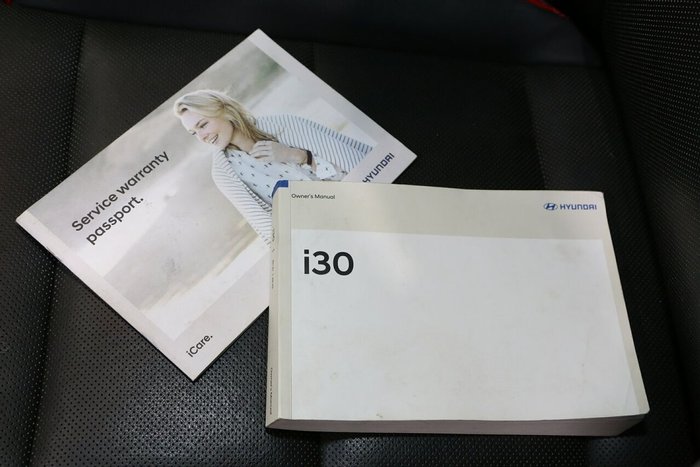 Service warranty
passport.
iCare.
HYUNDAI
Owner's Manual
HYUNDAI
i30